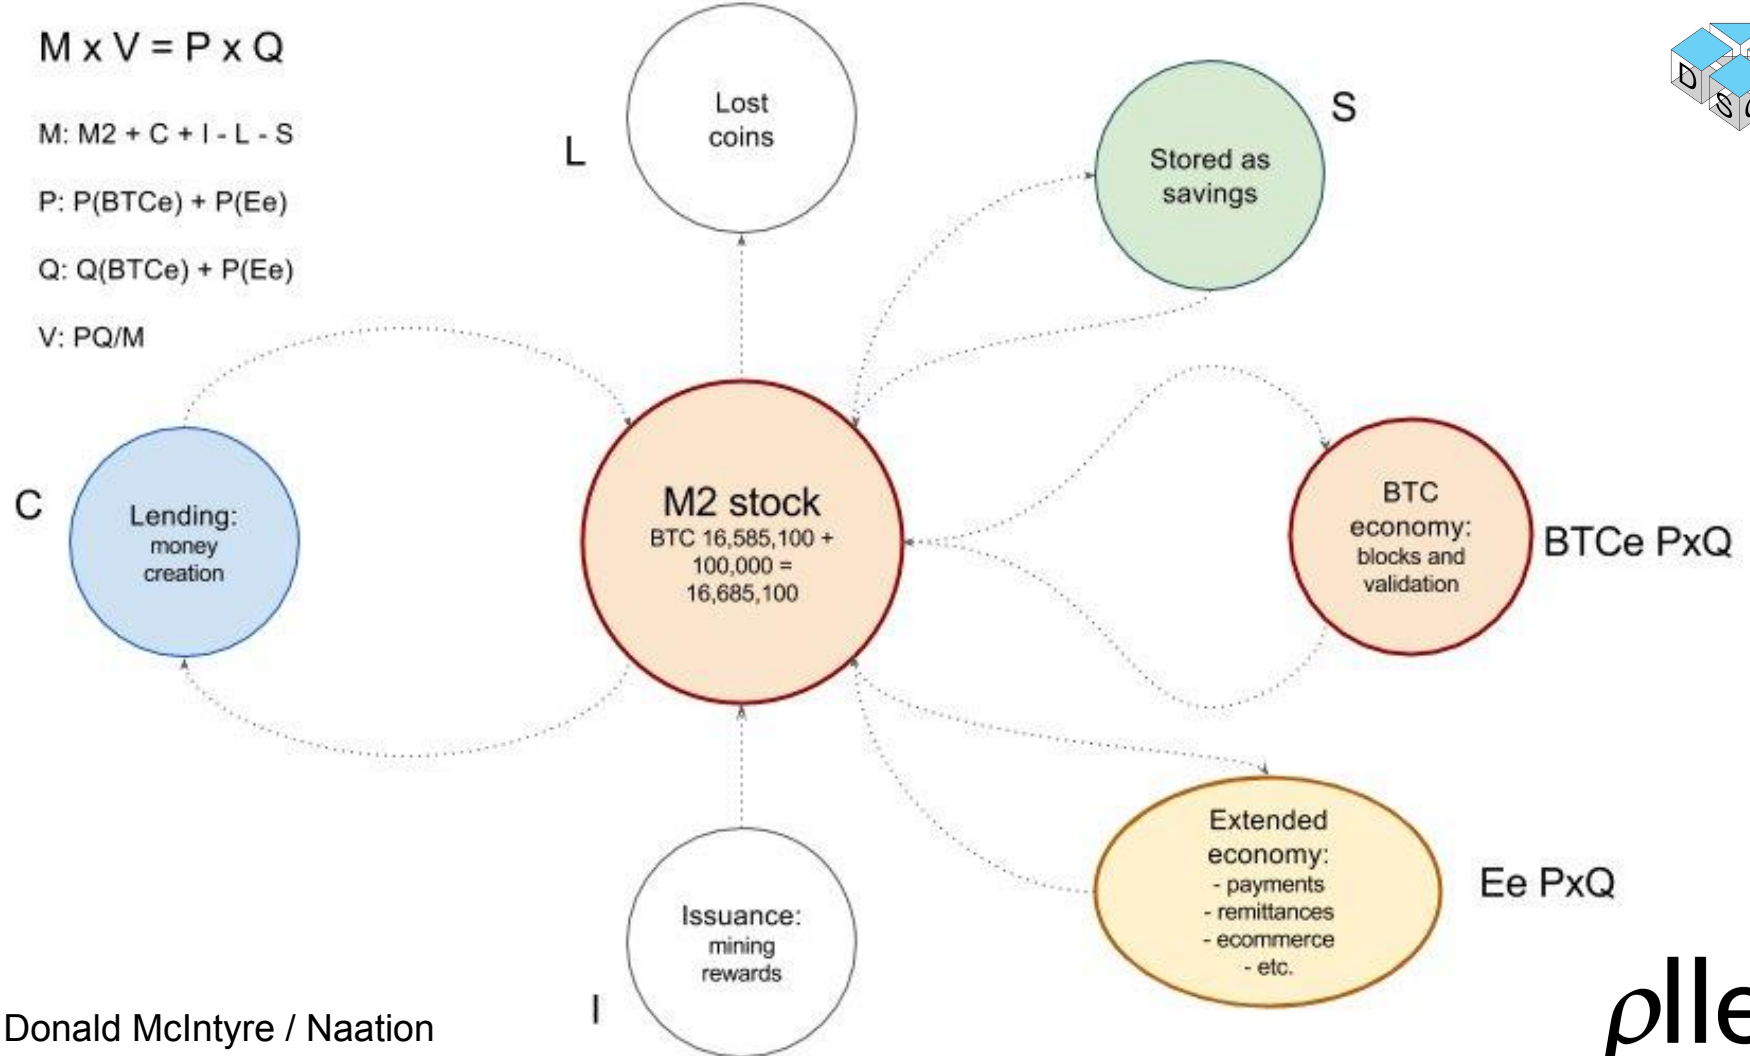 M x V = P x Q
M: M2 + C + I - L - S
P: P(BTCe) + P(Ee)
Q: Q(BTCe) + P(Ee)
V: PQ/M
Lost
coins
L
Stored as
savings
S
D
S
C
Lending:
money
creation
M2 stock
BTC 16,585,100 +
100,000 =
16,685,100
BTC
economy:
blocks and
validation
BTCe PxQ
Extended
economy:
- payments
- remittances
- ecommerce
- etc.
Ee PxQ
Issuance:
mining
rewards
I
Donald McIntyre / Naation